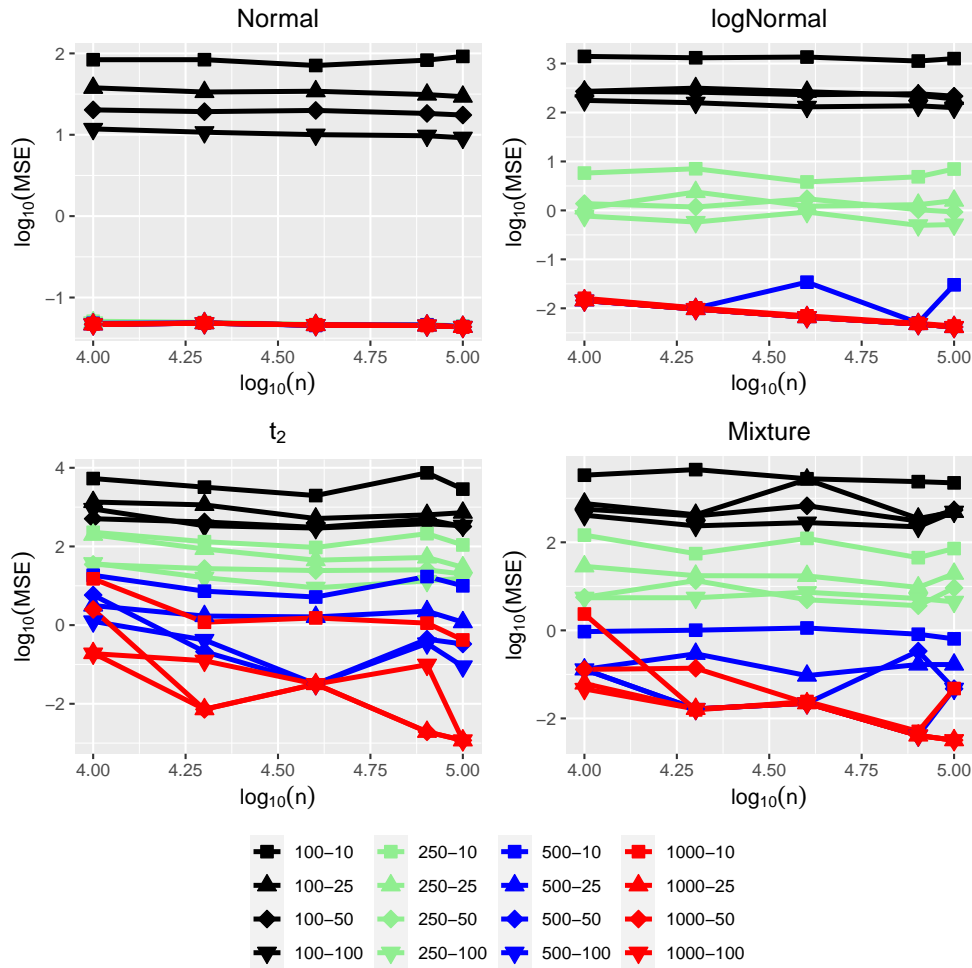 Normal
logNormal
log₁₀(MSE)
2
1
0
−1
4.00 4.25 4.50 4.75 5.00
log₁₀(n)
log₁₀(MSE)
3
2
1
0
−1
−2
4.00 4.25 4.50 4.75 5.00
log₁₀(n)
t₂
Mixture
log₁₀(MSE)
4
2
0
−2
4.00 4.25 4.50 4.75 5.00
log₁₀(n)
log₁₀(MSE)
2
0
−2
4.00 4.25 4.50 4.75 5.00
log₁₀(n)
100−10 250−10 500−10 1000−10
100−25 250−25 500−25 1000−25
100−50 250−50 500−50 1000−50
100−100 250−100 500−100 1000−100